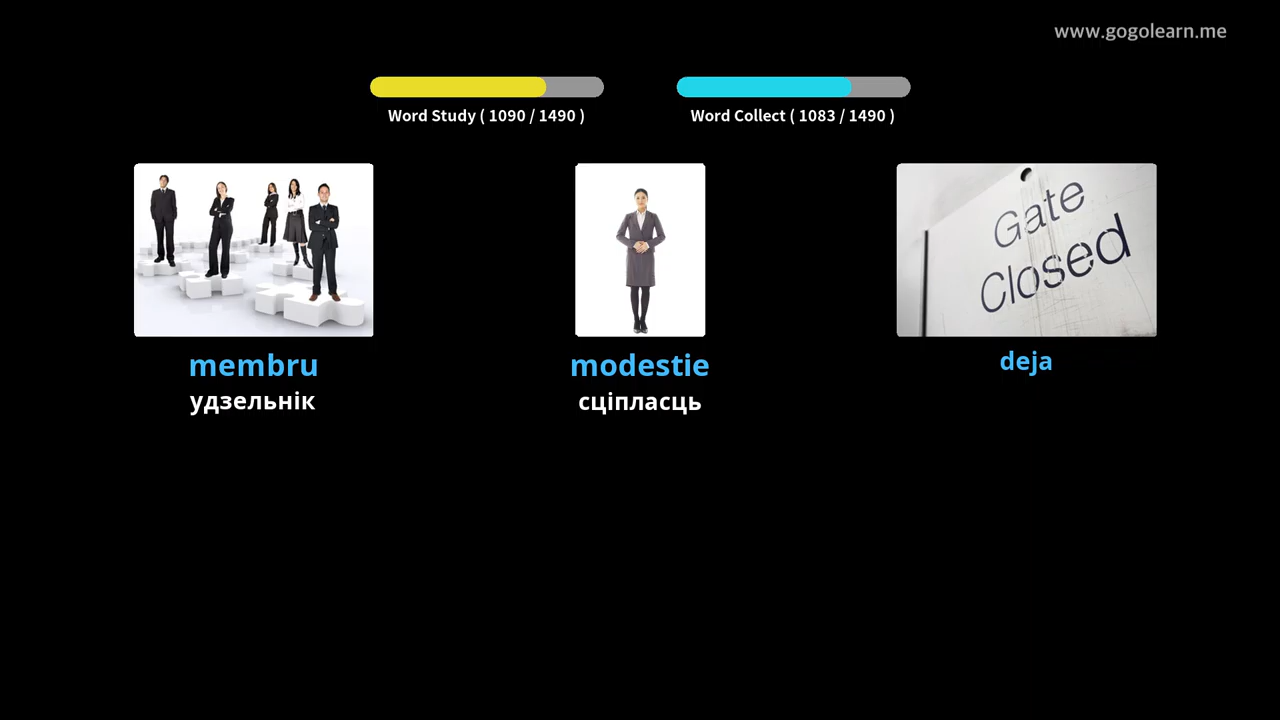 www.gogolearn.me
Word Study ( 1090 / 1490 )
Word Collect ( 1083 / 1490 )
Gate
Closed
membru
modestie
deja
удзельнік
сціпласць